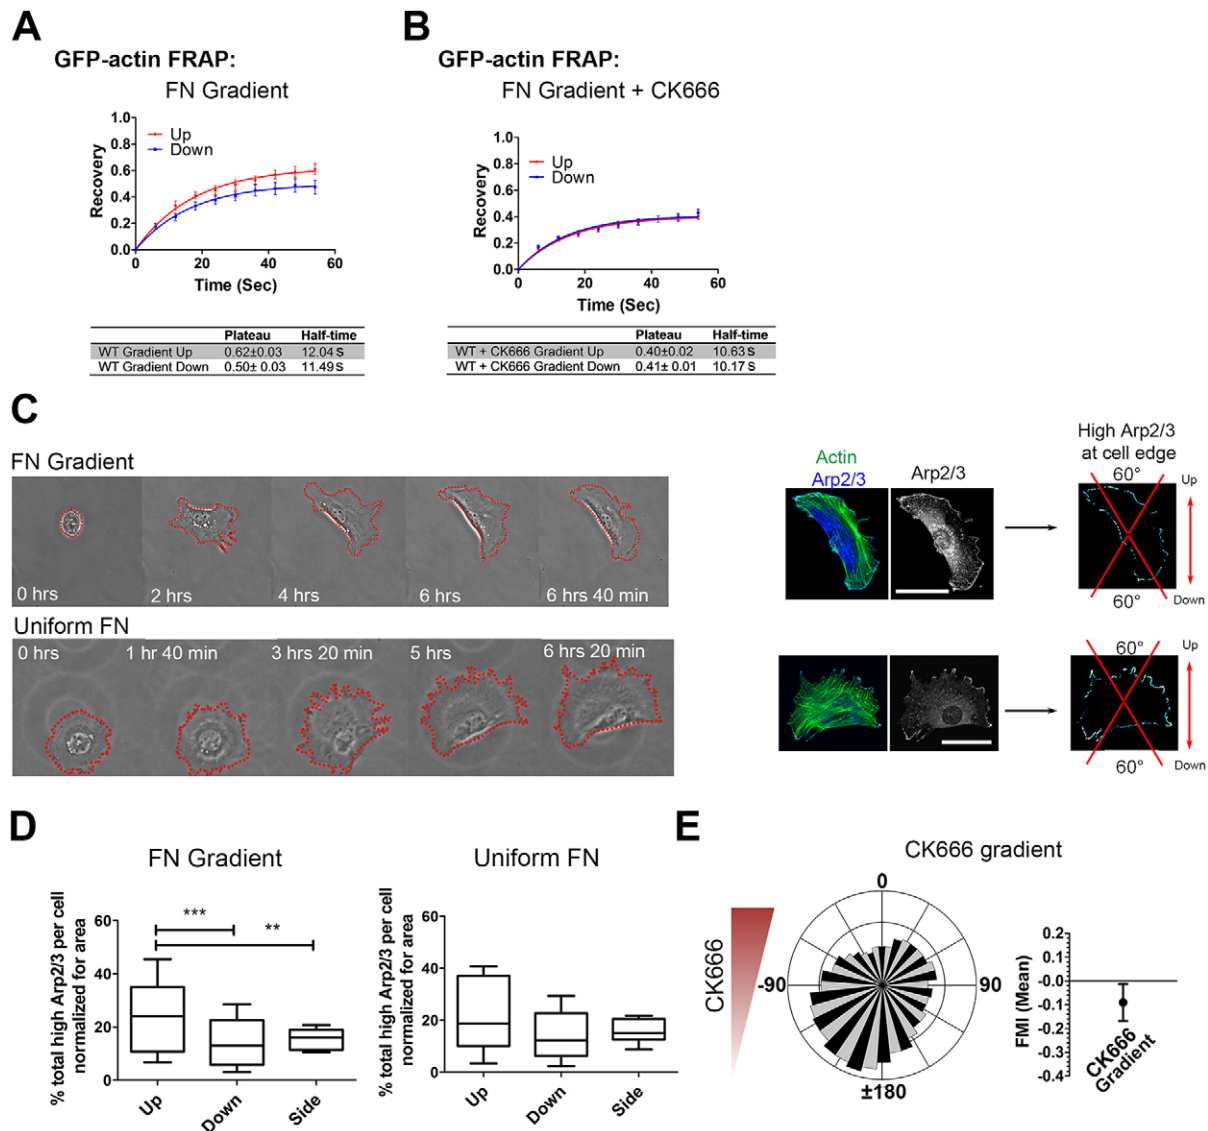 A
GFP-actin FRAP:
FN Gradient
1.0
0.8
0.6
0.4
0.2
0.0
Recovery
Up
Down
0
20
40
60
Time (Sec)
Plateau Half-time
WT Gradient Up 0.62±0.03 12.04 s
WT Gradient Down 0.50± 0.03 11.49 s
B
GFP-actin FRAP:
FN Gradient + CK666
1.0
0.8
0.6
0.4
0.2
0.0
Recovery
Up
Down
0
20
40
60
Time (Sec)
Plateau Half-time
WT + CK666 Gradient Up 0.40±0.02 10.63 s
WT + CK666 Gradient Down 0.41± 0.01 10.17 s
C
FN Gradient
0 hrs
2 hrs
4 hrs
6 hrs
6 hrs 40 min
Uniform FN
0 hrs
1 hr 40 min
3 hrs 20 min
5 hrs
6 hrs 20 min
Actin
Arp2/3
Arp2/3
High Arp2/3
at cell edge
60°
Up
Down
60°
60°
Up
Down
60°
D
FN Gradient
% total high Arp2/3 per cell
normalized for area
60
40
20
0
***
**
Up
Down
Side
Uniform FN
% total high Arp2/3 per cell
normalized for area
60
40
20
0
Up
Down
Side
E
CK666 gradient
CK666
0
-90
90
±180
FMI (Mean)
0.2
0.1
-0.0
-0.1
-0.2
-0.3
-0.4
CK666
Gradient